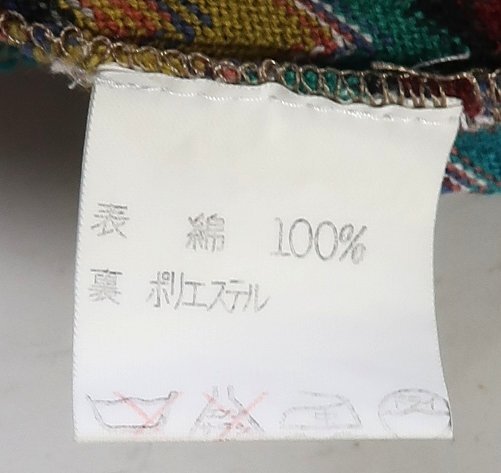 表 綿 100%
裏 ポリエステル